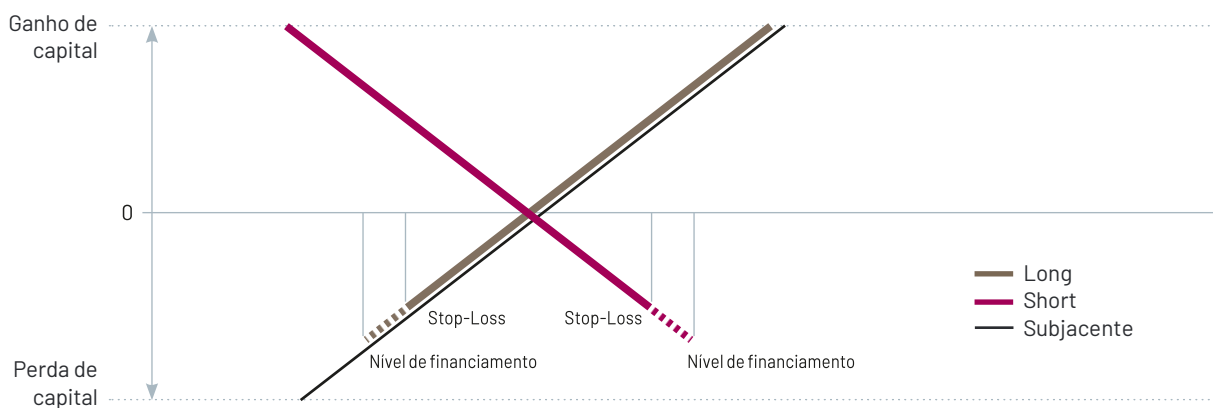 Ganho de
capital
0
Long
Short
Subjacente
Stop-Loss
Stop-Loss
Nível de financiamento
Nível de financiamento
Perda de
capital